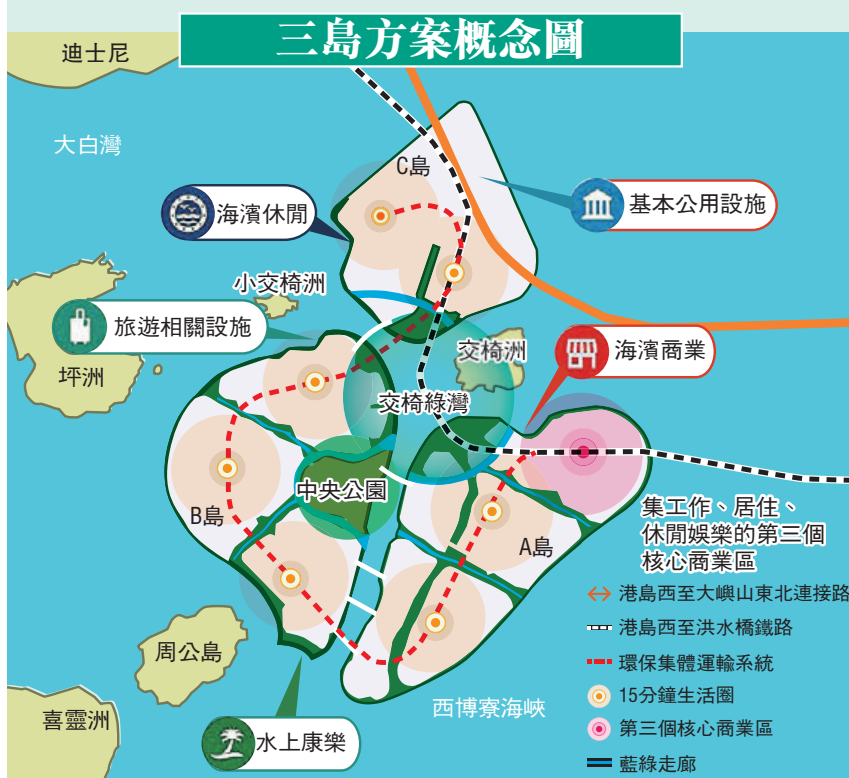 三島方案概念圖
迪士尼
大白灣
C島
海濱休閒
基本公用設施
小交椅洲
旅遊相關設施
交椅洲
海濱商業
坪洲
交椅綠灣
中央公園
B島
A島
集工作、居住、
休閒娛樂的第三個
核心商業區
港島西至大嶼山東北連接路
港島西至洪水橋鐵路
環保集體運輸系統
15分鐘生活圈
第三個核心商業區
藍綠走廊
周公島
西博寮海峽
喜靈洲
水上康樂